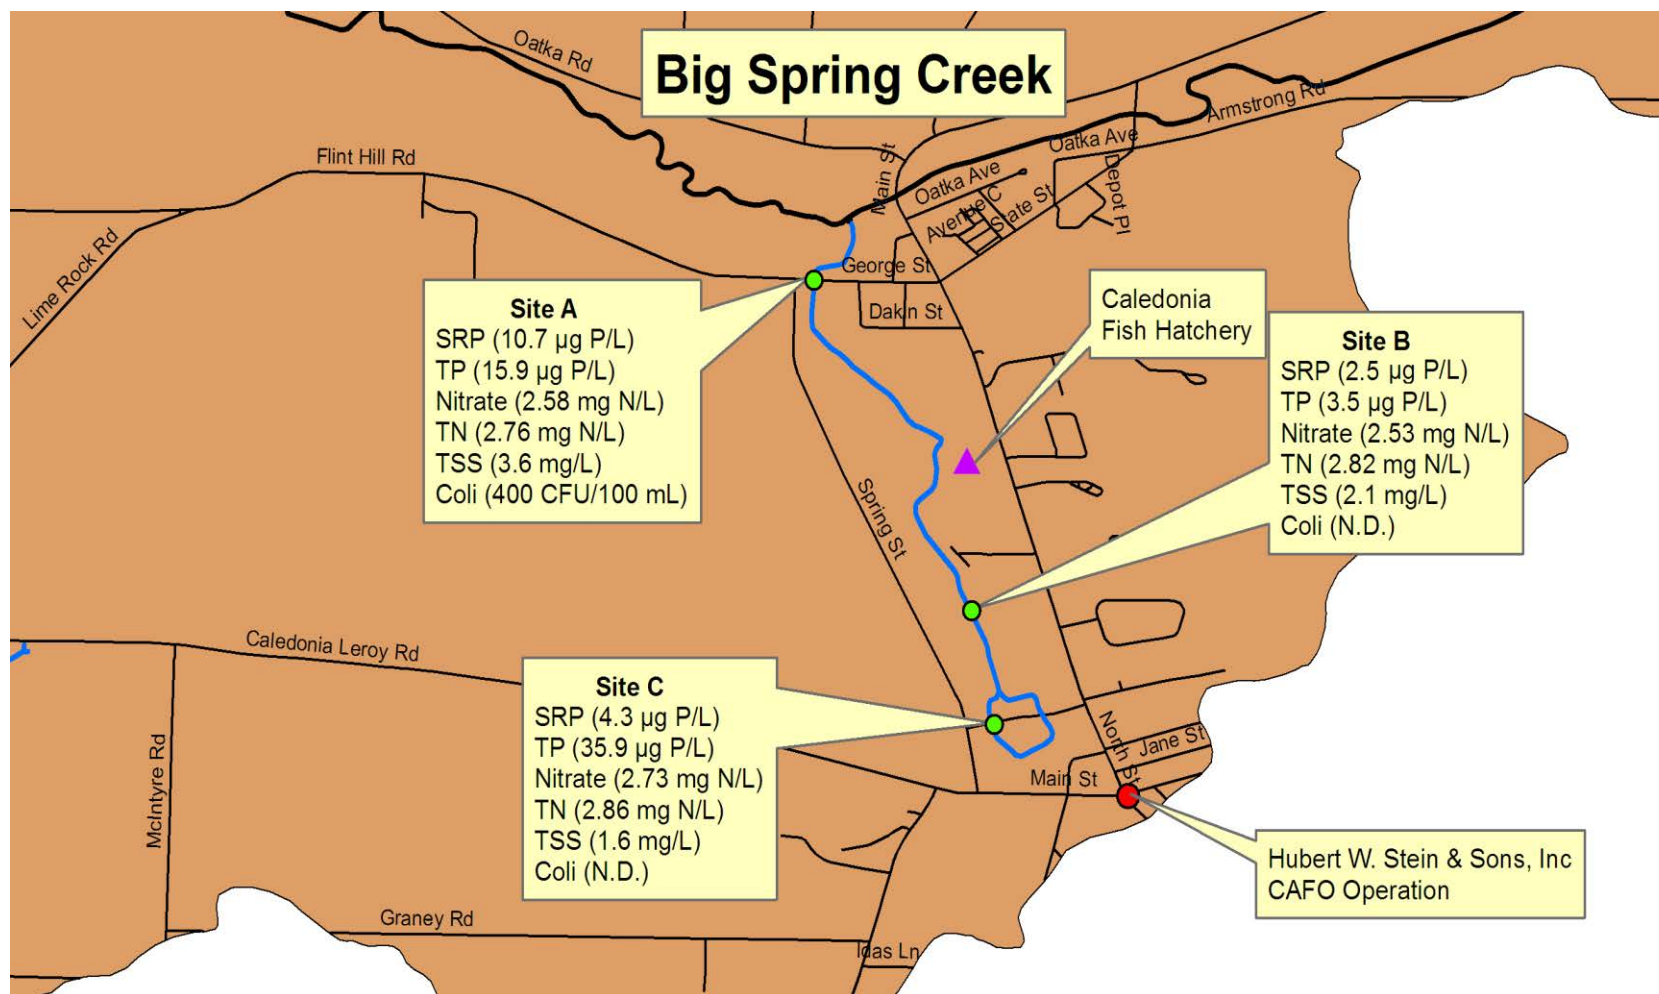 Big Spring Creek
Oatka Rd
Armstrong Rd
Oatka Ave
Flint Hill Rd
Main St
Oatka Ave
Depot Pl
Avenue C
State St
Lime Rock Rd
George St
Dakin St
Caledonia
Fish Hatchery
Site A
SRP (10.7 µg P/L)
TP (15.9 µg P/L)
Nitrate (2.58 mg N/L)
TN (2.76 mg N/L)
TSS (3.6 mg/L)
Coli (400 CFU/100 mL)
Site B
SRP (2.5 µg P/L)
TP (3.5 µg P/L)
Nitrate (2.53 mg N/L)
TN (2.82 mg N/L)
TSS (2.1 mg/L)
Coli (N.D.)
Spring St
Caledonia Leroy Rd
Site C
SRP (4.3 µg P/L)
TP (35.9 µg P/L)
Nitrate (2.73 mg N/L)
TN (2.86 mg N/L)
TSS (1.6 mg/L)
Coli (N.D.)
North St
Jane St
Main St
McIntyre Rd
Hubert W. Stein & Sons, Inc
CAFO Operation
Graney Rd
Idas Ln